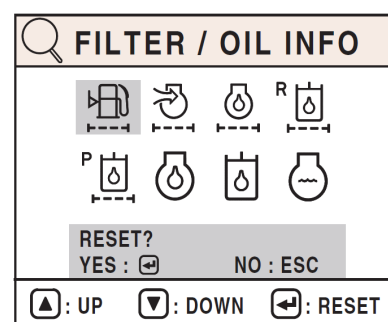 FILTER / OIL INFO
R
P
RESET?
YES : NO : ESC
: UP : DOWN : RESET